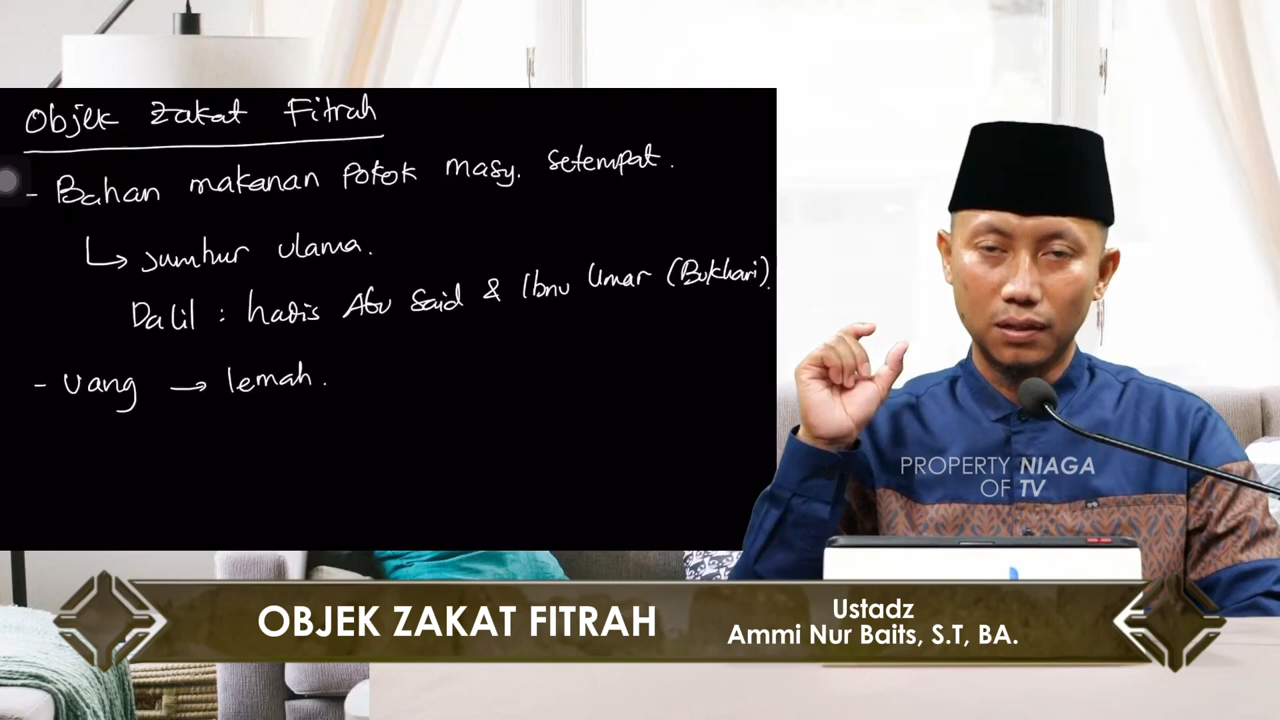 Objek Zakat Fitrah
- Bahan makanan Pokok masy. setempat.
↳ Jumhur ulama.
Dalil : hadis Abu Said & Ibnu Umar (Bukhari).
- Uang → lemah.
PROPERTY NIAGA
OF TV
OBJEK ZAKAT FITRAH
Ustadz
Ammi Nur Baits, S.T, BA.